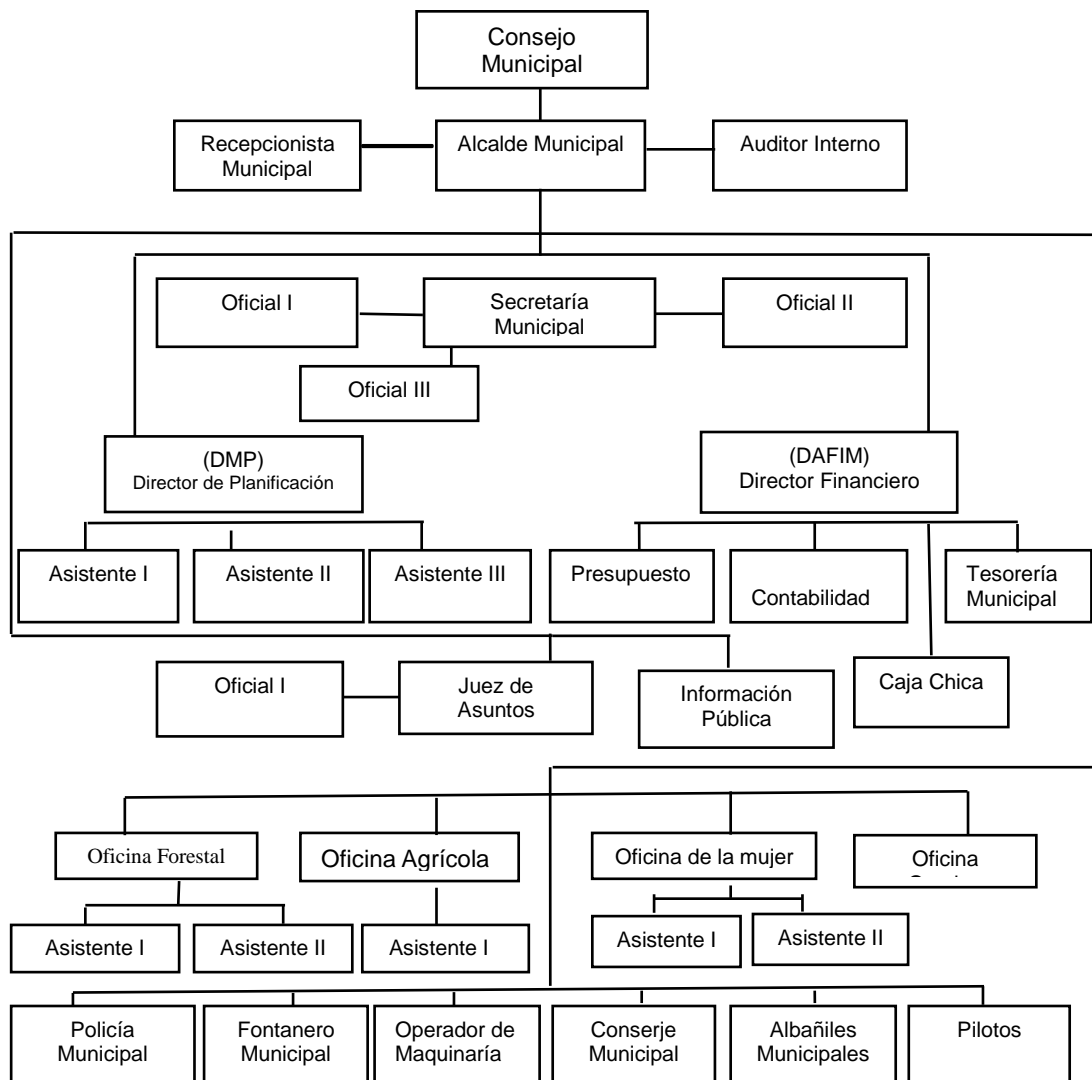 Consejo
Municipal
Recepcionista
Municipal
Alcalde Municipal
Auditor Interno
Oficial I
Secretaría
Municipal
Oficial II
Oficial III
(DMP)
Director de Planificación
(DAFIM)
Director Financiero
Asistente I
Asistente II
Asistente III
Presupuesto
Contabilidad
Tesorería
Municipal
Oficial I
Juez de
Asuntos
Información
Pública
Caja Chica
Oficina Forestal
Oficina Agrícola
Oficina de la mujer
Oficina
Asistente I
Asistente II
Asistente I
Asistente I
Asistente II
Policía
Municipal
Fontanero
Municipal
Operador de
Maquinaría
Conserje
Municipal
Albañiles
Municipales
Pilotos